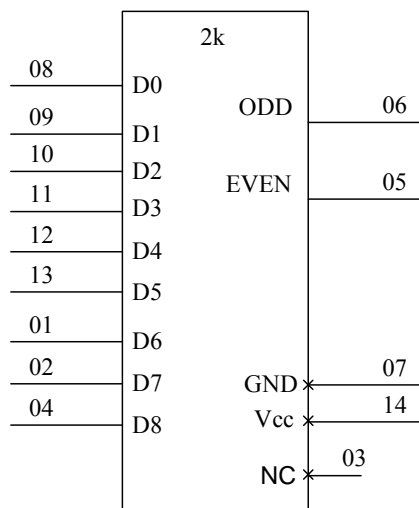 2k
08 D0
ODD 06
09 D1
10 D2
EVEN 05
11 D3
12 D4
13 D5
01 D6
02 D7
GND 07
04 D8
Vcc 14
NC 03